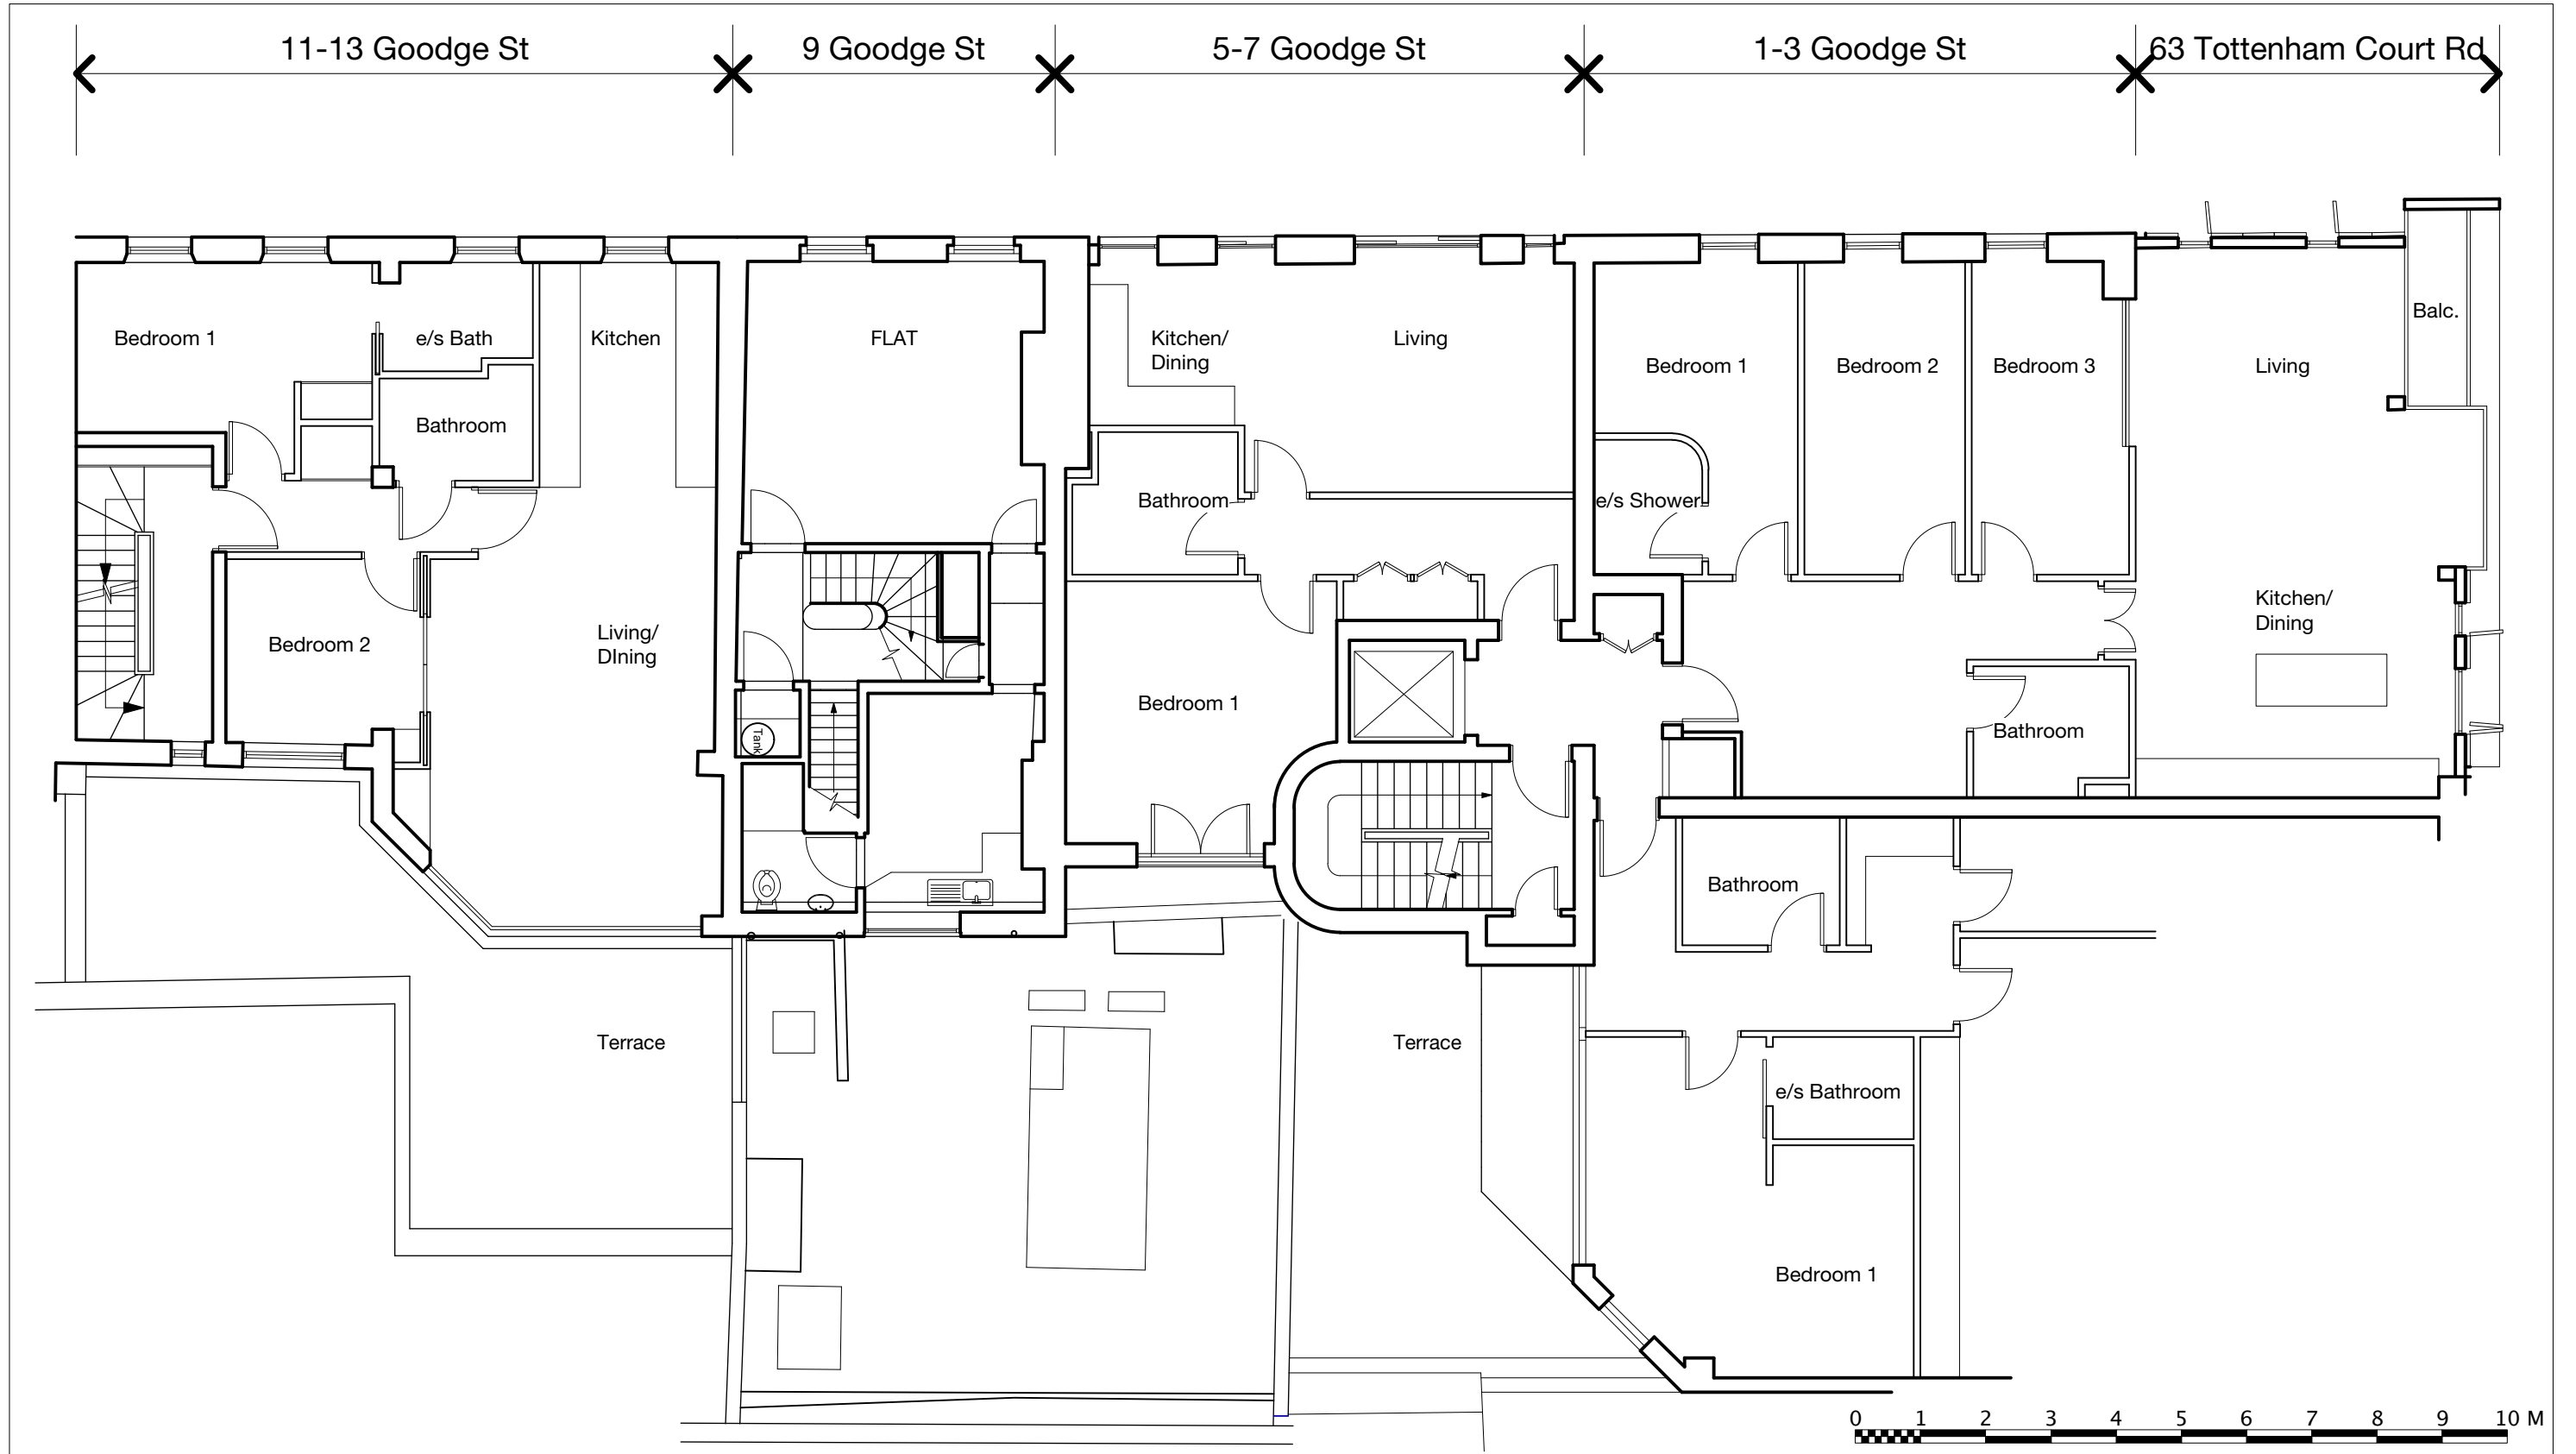 11-13 Goodge St
9 Goodge St
5-7 Goodge St
1-3 Goodge St
63 Tottenham Court Rd
Bedroom 1
e/s Bath
Kitchen
FLAT
Kitchen/
Dining
Living
Bedroom 1
Bedroom 2
Bedroom 3
Living
Balc.
Bathroom
Bathroom
e/s Shower
Bedroom 2
Living/
DIning
Kitchen/
Dining
Bedroom 1
Bathroom
Tank
Bathroom
Terrace
Terrace
e/s Bathroom
Bedroom 1
0 1 2 3 4 5 6 7 8 9 10 M